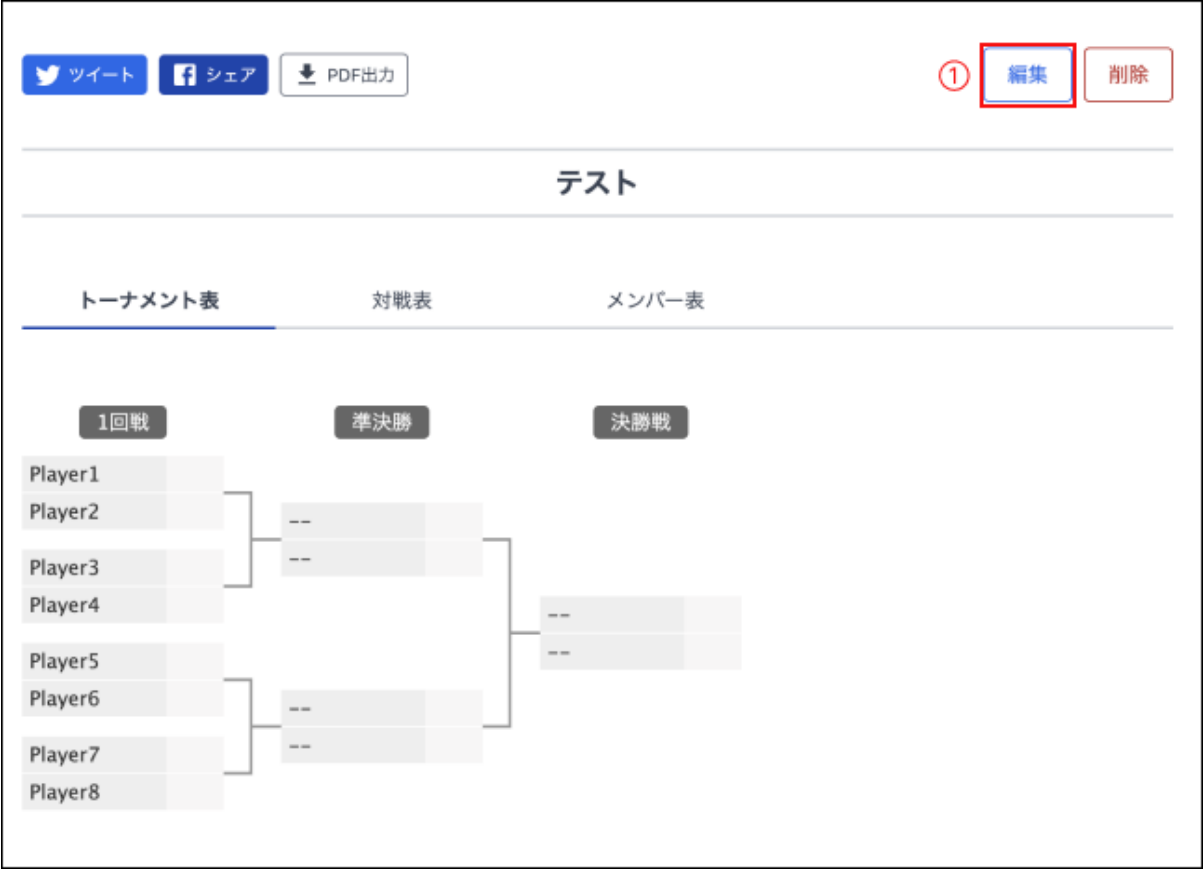 ツイート シェア PDF出力 ① 編集 削除
テスト
トーナメント表 対戦表 メンバー表
1回戦 準決勝 決勝戦
Player1
Player2
--
--
Player3
Player4
--
--
Player5
Player6
--
--
Player7
Player8